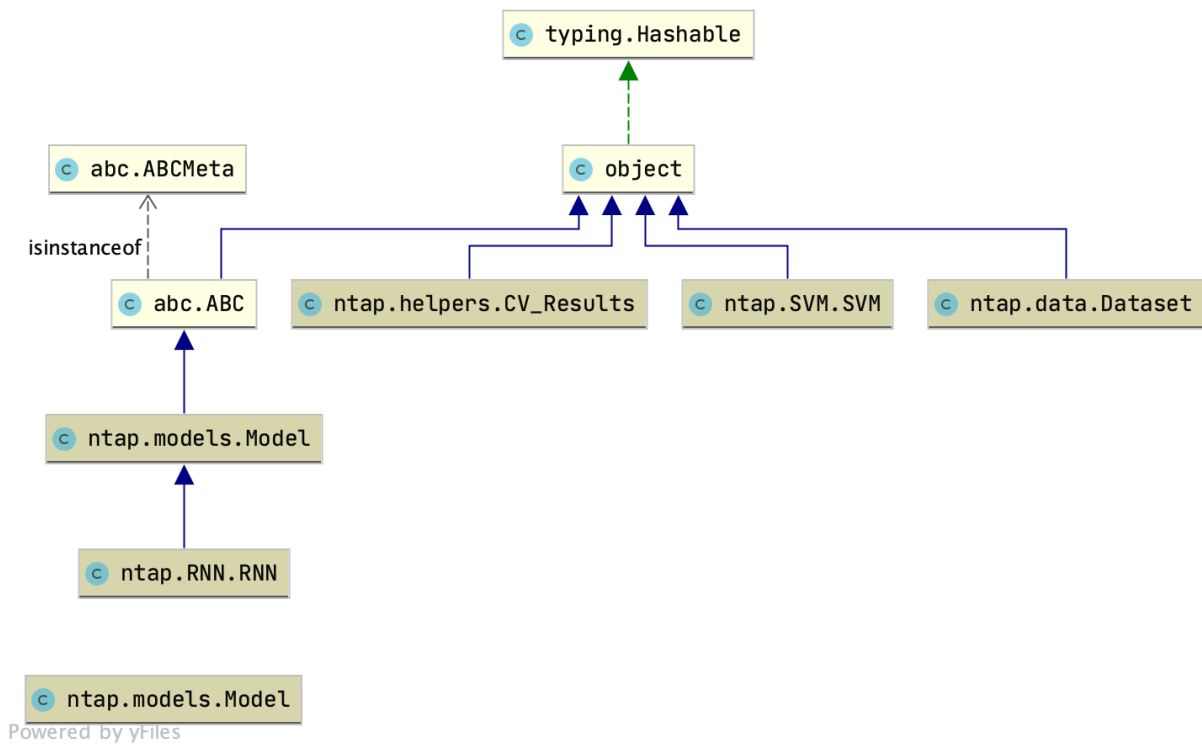 C typing.Hashable
C abc.ABCMeta
C object
isinstanceof
C abc.ABC
C ntap.helpers.CV_Results
C ntap.SVM.SVM
C ntap.data.Dataset
C ntap.models.Model
C ntap.RNN.RNN
C ntap.models.Model
Powered by yFiles